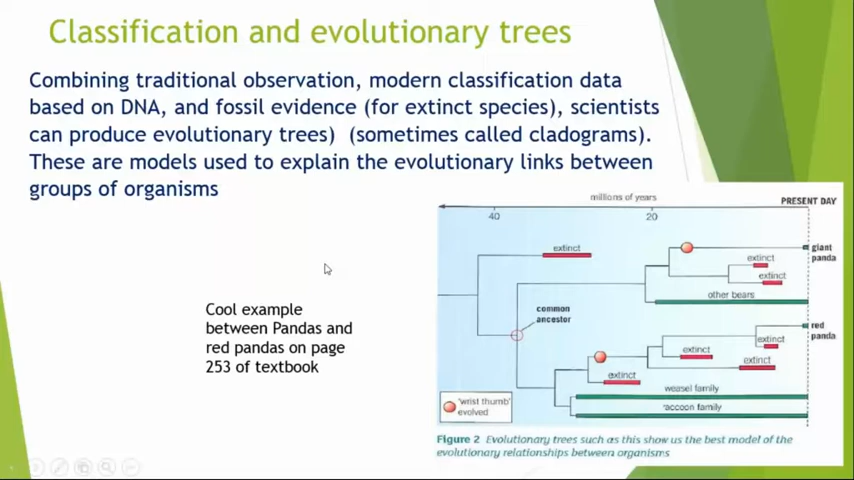 Classification and evolutionary trees
Combining traditional observation, modern classification data
based on DNA, and fossil evidence (for extinct species), scientists
can produce evolutionary trees) (sometimes called cladograms).
These are models used to explain the evolutionary links between
groups of organisms
Cool example
between Pandas and
red pandas on page
253 of textbook
millions of years
PRESENT DAY
40
20
extinct
giant
panda
extinct
extinct
other bears
common
ancestor
red
panda
extinct
extinct
extinct
extinct
weasel family
raccoon family
'wrist thumb'
evolved
Figure 2 Evolutionary trees such as this show us the best model of the
evolutionary relationships between organisms